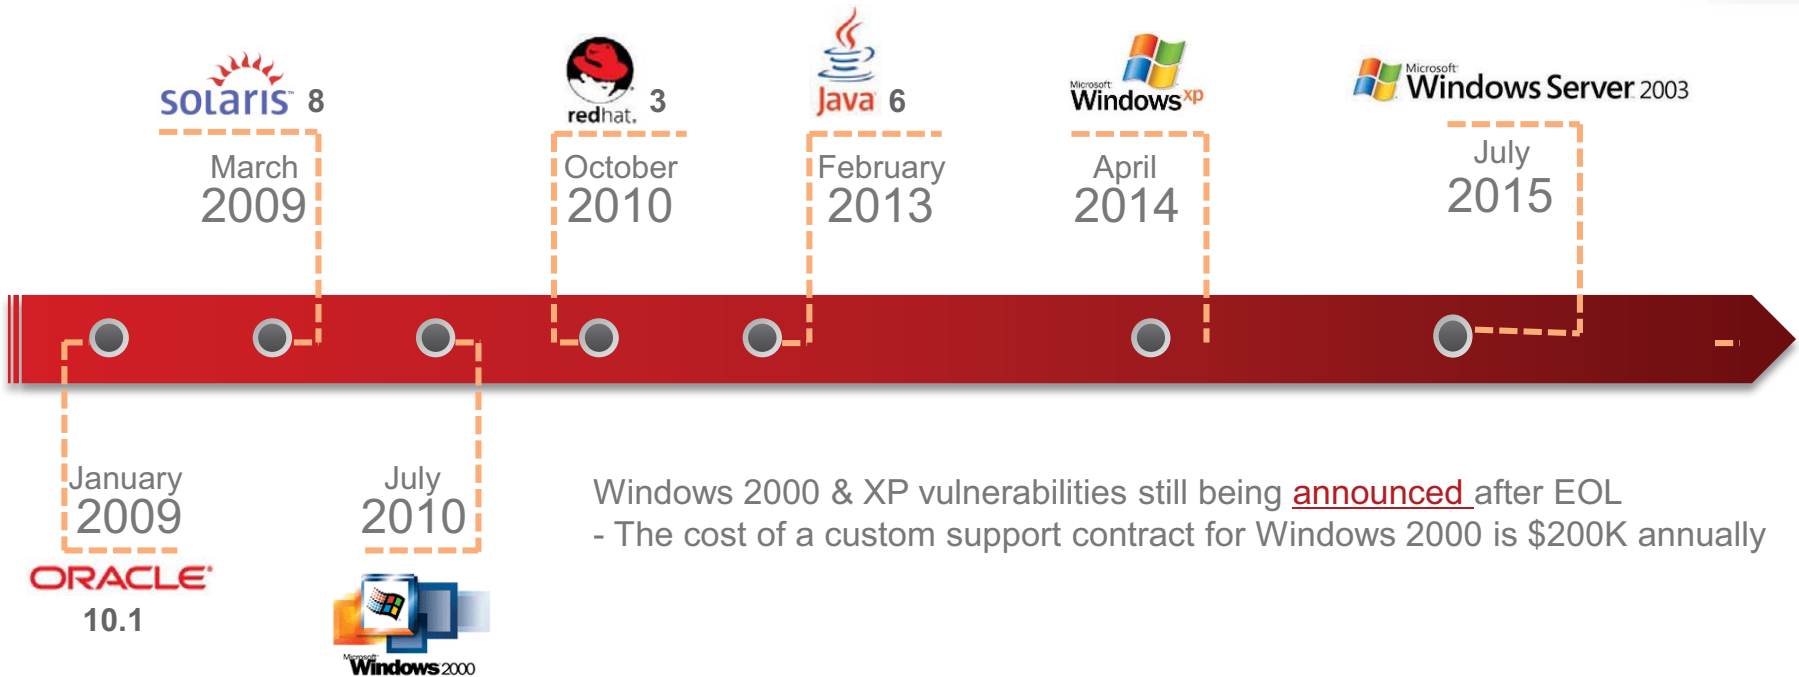 solaris 8
March
2009
redhat. 3
October
2010
Java 6
February
2013
Microsoft
Windows xp
April
2014
Microsoft
Windows Server 2003
July
2015
January
2009
ORACLE
10.1
July
2010
Microsoft
Windows 2000
Windows 2000 & XP vulnerabilities still being announced after EOL
- The cost of a custom support contract for Windows 2000 is $200K annually